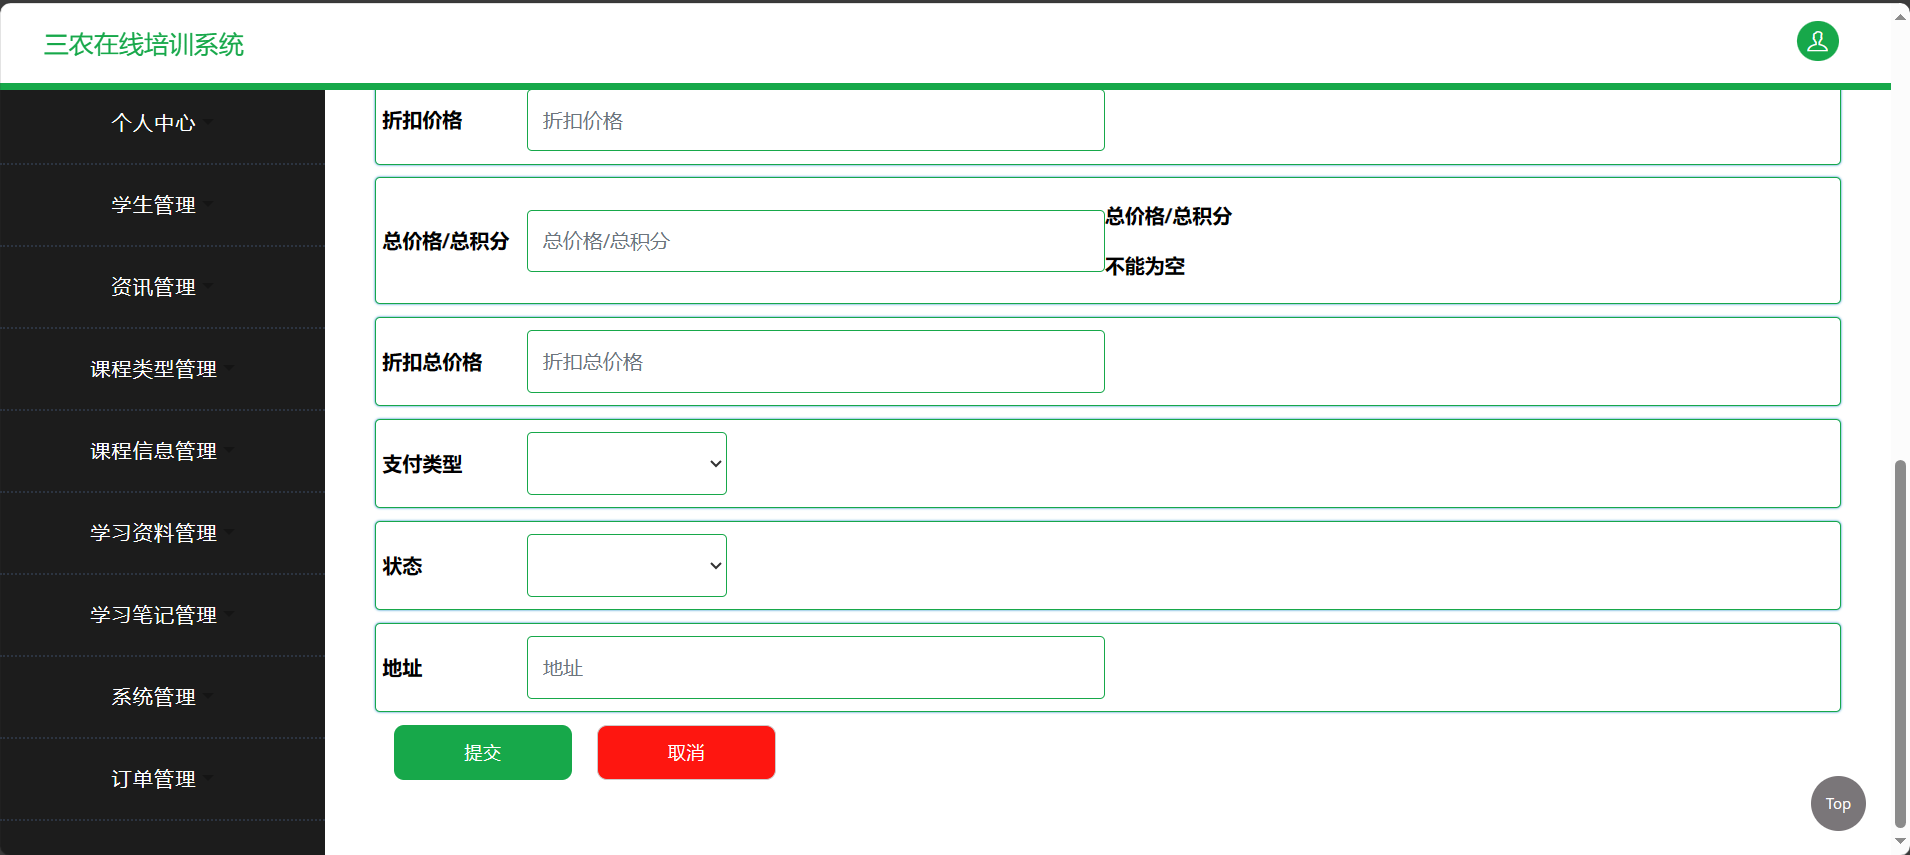 三农在线培训系统
个人中心
学生管理
资讯管理
课程类型管理
课程信息管理
学习资料管理
学习笔记管理
系统管理
订单管理
折扣价格 折扣价格
总价格/总积分 总价格/总积分 总价格/总积分
不能为空
折扣总价格 折扣总价格
支付类型
状态
地址 地址
提交 取消
Top